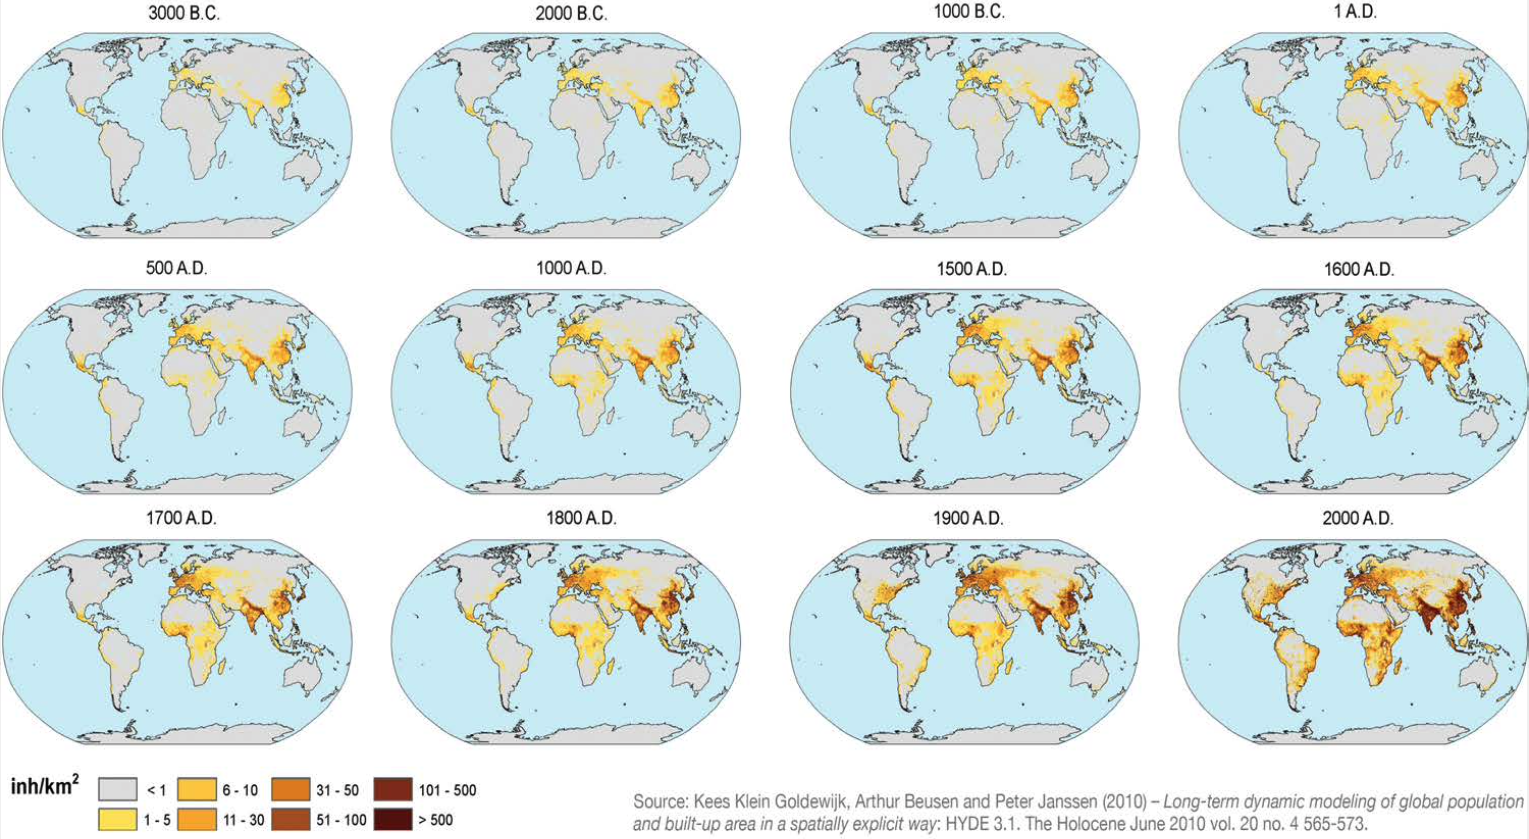 3000 B.C.
2000 B.C.
1000 B.C.
1 A.D.
500 A.D.
1000 A.D.
1500 A.D.
1600 A.D.
1700 A.D.
1800 A.D.
1900 A.D.
2000 A.D.
inh/km²
< 1
6 - 10
31 - 50
101 - 500
1 - 5
11 - 30
51 - 100
> 500
Source: Kees Klein Goldewijk, Arthur Beusen and Peter Janssen (2010) – Long-term dynamic modeling of global population
and built-up area in a spatially explicit way: HYDE 3.1. The Holocene June 2010 vol. 20 no. 4 565-573.